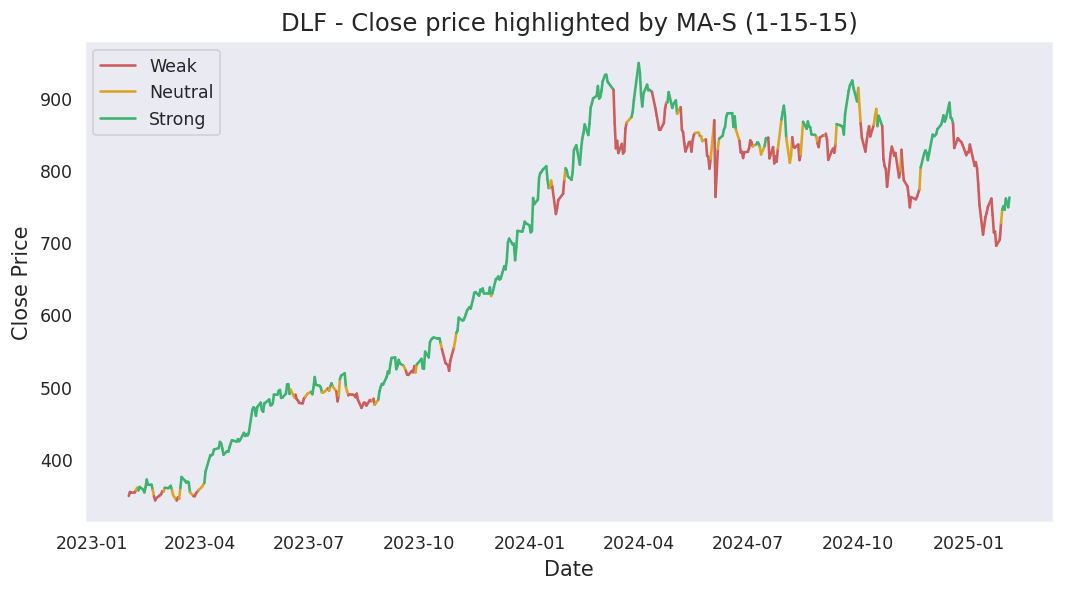 DLF - Close price highlighted by MA-S (1-15-15)
Weak
Neutral
Strong
Close Price
900
800
700
600
500
400
2023-01 2023-04 2023-07 2023-10 2024-01 2024-04 2024-07 2024-10 2025-01
Date